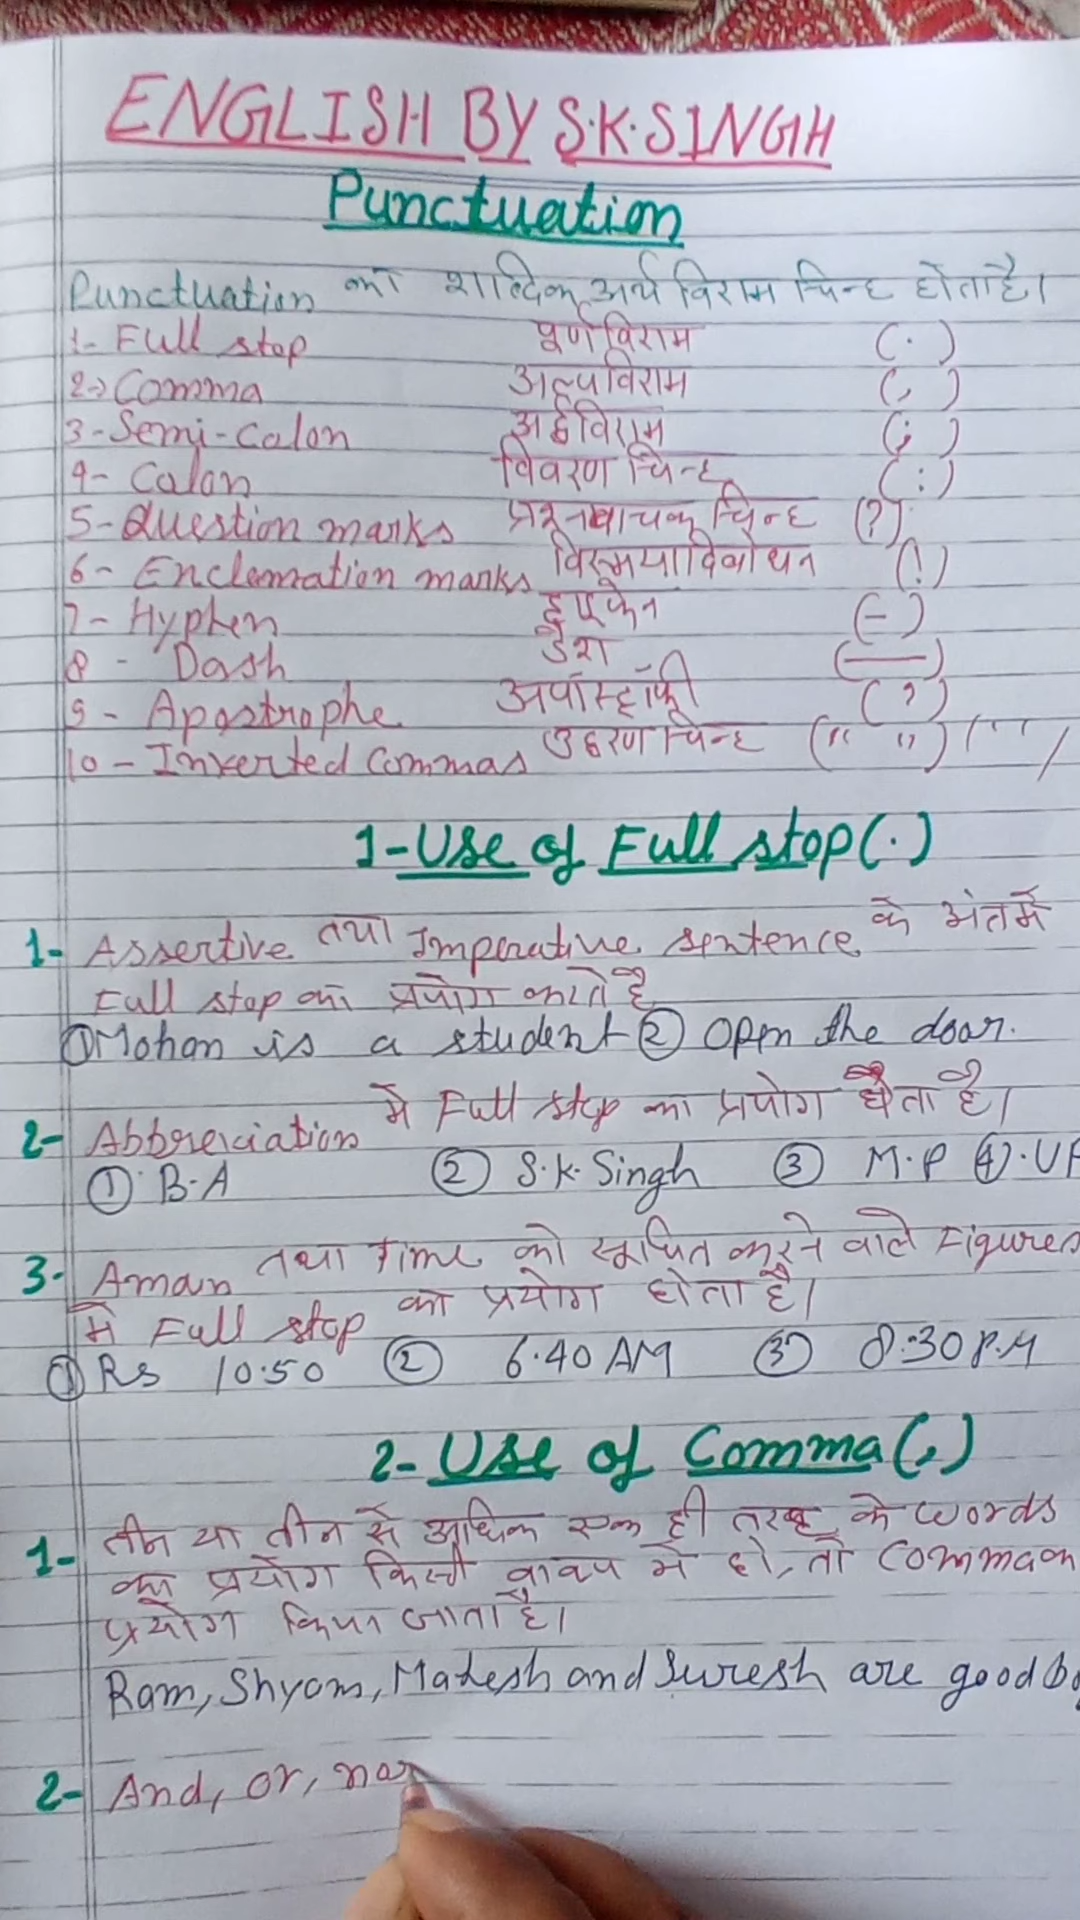 ENGLISH BY S.K.SINGH
Punctuation
Punctuation का शाब्दिक अर्थ विराम चिन्ह होता है।
1- Full stop पूर्ण विराम (.)
2-> Comma अल्पविराम (,)
3-Semi-Colon अर्द्धविराम (;)
4- Colon विवरण चिन्ह (:)
5-Question marks प्रश्नवाचक चिन्ह (?)
6- Enclamation marks विस्मयादिबोधन (!)
7- Hyphen हाइफेन (-)
8 - Dash डैश (—)
9 - Apostrophe अपॉस्ट्रॉफी (')
10 - Inverted Commas उद्धरण चिन्ह (" ") (' ')
1-Use of Full stop(.)
1- Assertive तथा Imperative sentence के अंत में
Full stop का प्रयोग करते है
① Mohan is a student ② Open the door.
2- Abbreviation में Full stop का प्रयोग होता है।
① B.A ② S.K.Singh ③ M.P ④ .UP
3- Aman तथा Time को स्थापित करने वाले Figures
में Full stop का प्रयोग होता है।
① Rs 10.50 ② 6.40 AM ③ 8.30 P.M
2- Use of Comma(,)
1- तीन या तीन से अधिक एक ही तरह के words
का प्रयोग किसी वाक्य में हो, तो Comma का
प्रयोग किया जाता है।
Ram, Shyam, Mahesh and Suresh are good
2- And, or, nor